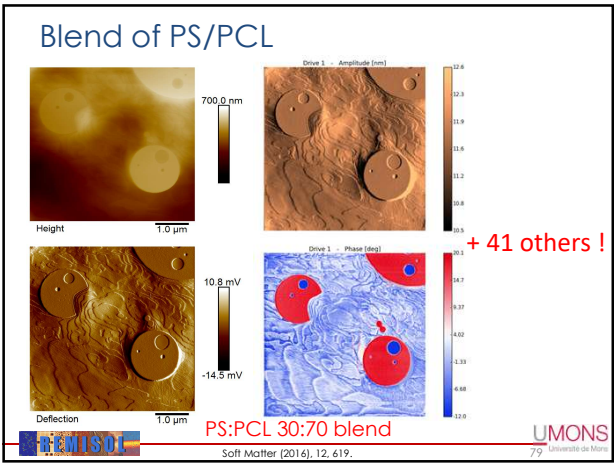 Blend of PS/PCL
700.0 nm
Height
1.0 μm
Drive 1 - Amplitude [nm]
12.6
12.3
11.9
11.6
11.2
10.8
10.5
10.8 mV
-14.5 mV
Deflection
1.0 μm
Drive 1 - Phase [deg]
20.1
14.7
9.37
4.02
-1.33
-6.68
-12.0
+ 41 others !
PS:PCL 30:70 blend
REMISOL
Soft Matter (2016), 12, 619.
UMONS
79 Université de Mons